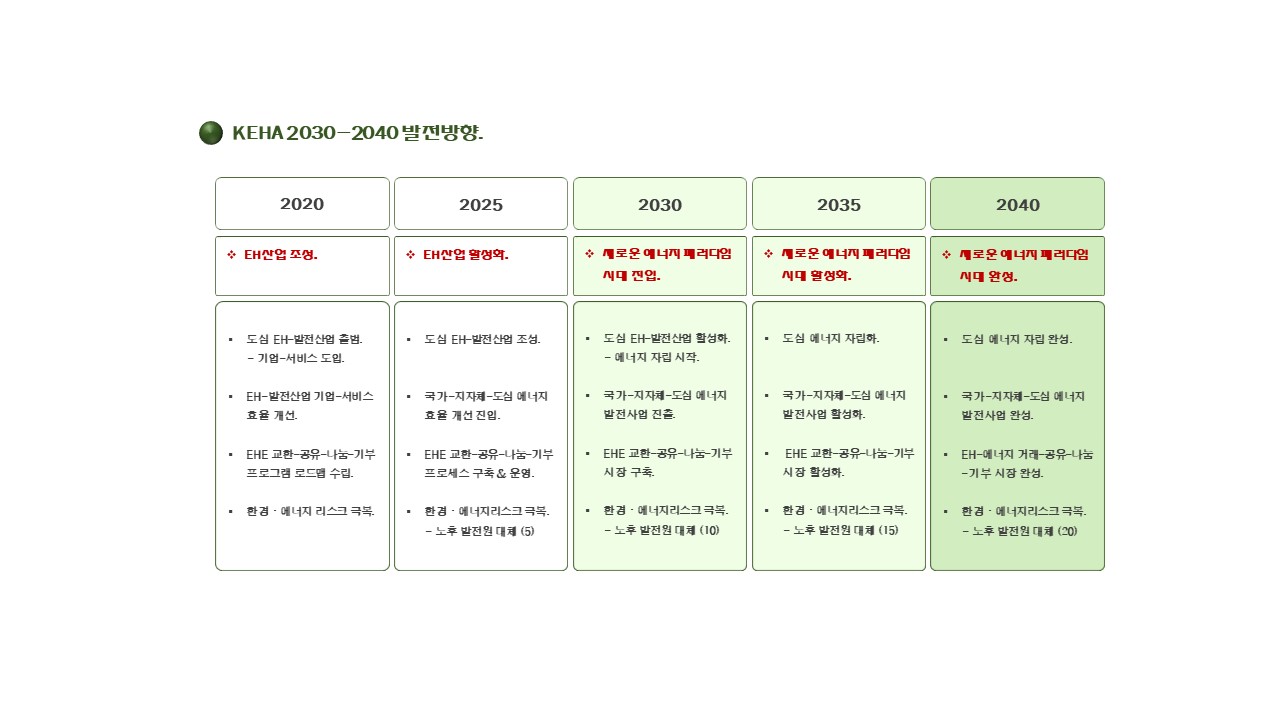 KEHA 2030-2040 발전방향.
2020
2025
2030
2035
2040
❖ EH산업 조성.
❖ EH산업 활성화.
❖ 새로운 에너지 패러다임
시대 진입.
❖ 새로운 에너지 패러다임
시대 활성화.
❖ 새로운 에너지 패러다임
시대 완성.
▪ 도심 EH-발전산업 출범.
- 기업-서비스 도입.
▪ EH-발전산업 기업-서비스
효율 개선.
▪ EHE 교환-공유-나눔-기부
프로그램 로드맵 수립.
▪ 환경 · 에너지 리스크 극복.
▪ 도심 EH-발전산업 조성.
▪ 국가-지자체-도심 에너지
효율 개선 진입.
▪ EHE 교환-공유-나눔-기부
프로세스 구축 & 운영.
▪ 환경 · 에너지리스크 극복.
- 노후 발전원 대체 (5)
▪ 도심 EH-발전산업 활성화.
- 에너지 자립 시작.
▪ 국가-지자체-도심 에너지
발전사업 진출.
▪ EHE 교환-공유-나눔-기부
시장 구축.
▪ 환경 · 에너지리스크 극복.
- 노후 발전원 대체 (10)
▪ 도심 에너지 자립화.
▪ 국가-지자체-도심 에너지
발전사업 활성화.
▪ EHE 교환-공유-나눔-기부
시장 활성화.
▪ 환경 · 에너지리스크 극복.
- 노후 발전원 대체 (15)
▪ 도심 에너지 자립 완성.
▪ 국가-지자체-도심 에너지
발전사업 완성.
▪ EH-에너지 거래-공유-나눔
-기부 시장 완성.
▪ 환경 · 에너지리스크 극복.
- 노후 발전원 대체 (20)